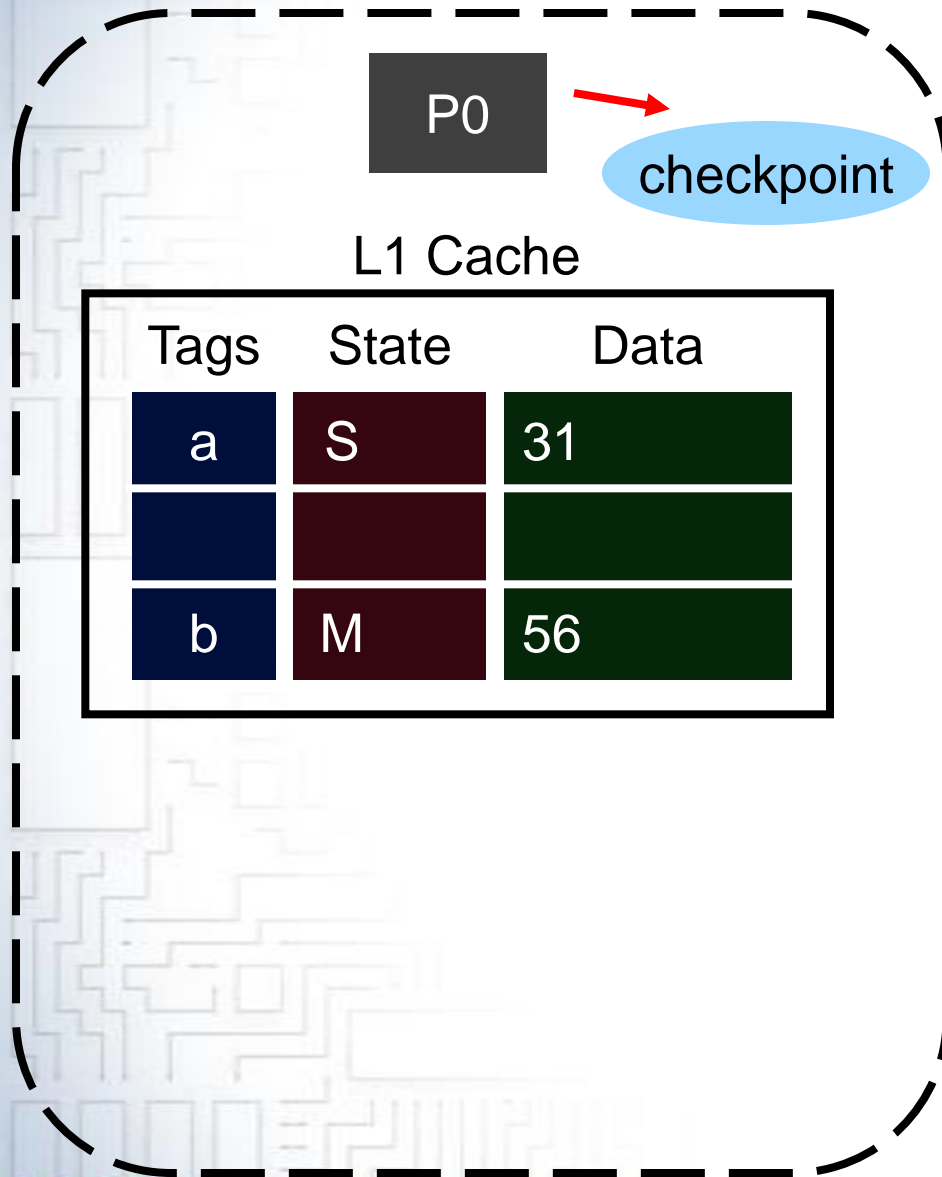 P0
checkpoint
L1 Cache
Tags State Data
a S 31
b M 56